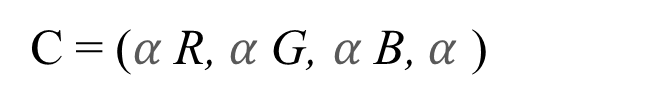 C = (α R, α G, α B, α )